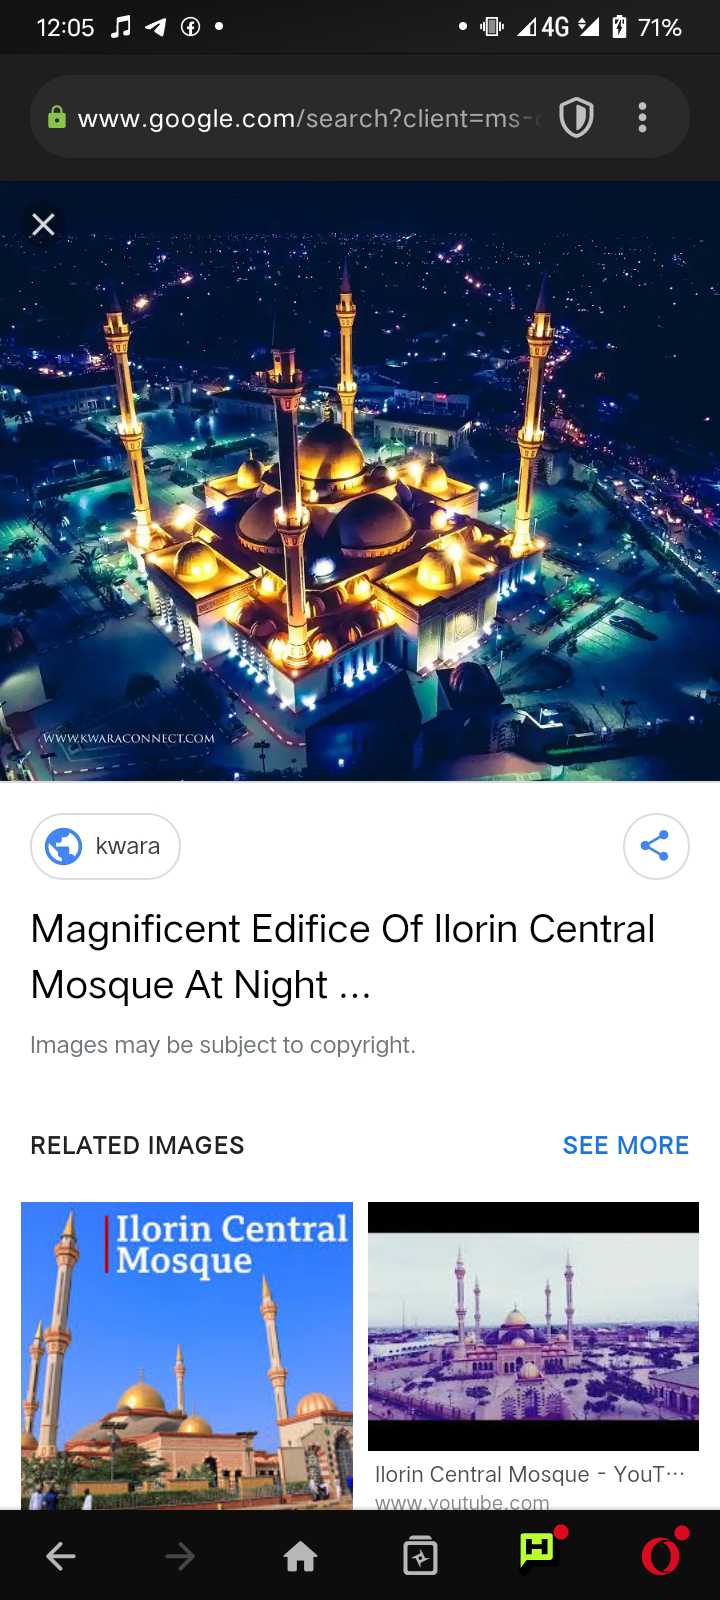 12:05
4G
71%
www.google.com/search?client=ms-
WWW.KWARACONNECT.COM
kwara
Magnificent Edifice Of Ilorin Central
Mosque At Night ...
Images may be subject to copyright.
RELATED IMAGES
SEE MORE
Ilorin Central
Mosque
Ilorin Central Mosque - YouT...
www.youtube.com